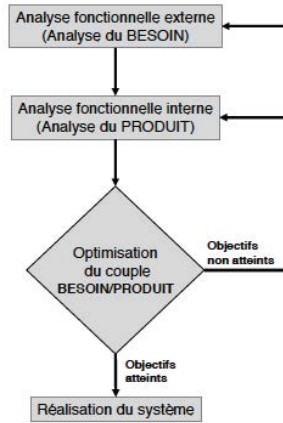 Analyse fonctionnelle externe
(Analyse du BESOIN)
Analyse fonctionnelle interne
(Analyse du PRODUIT)
Optimisation
du couple
BESOIN/PRODUIT
Objectifs
non atteints
Objectifs
atteints
Réalisation du système